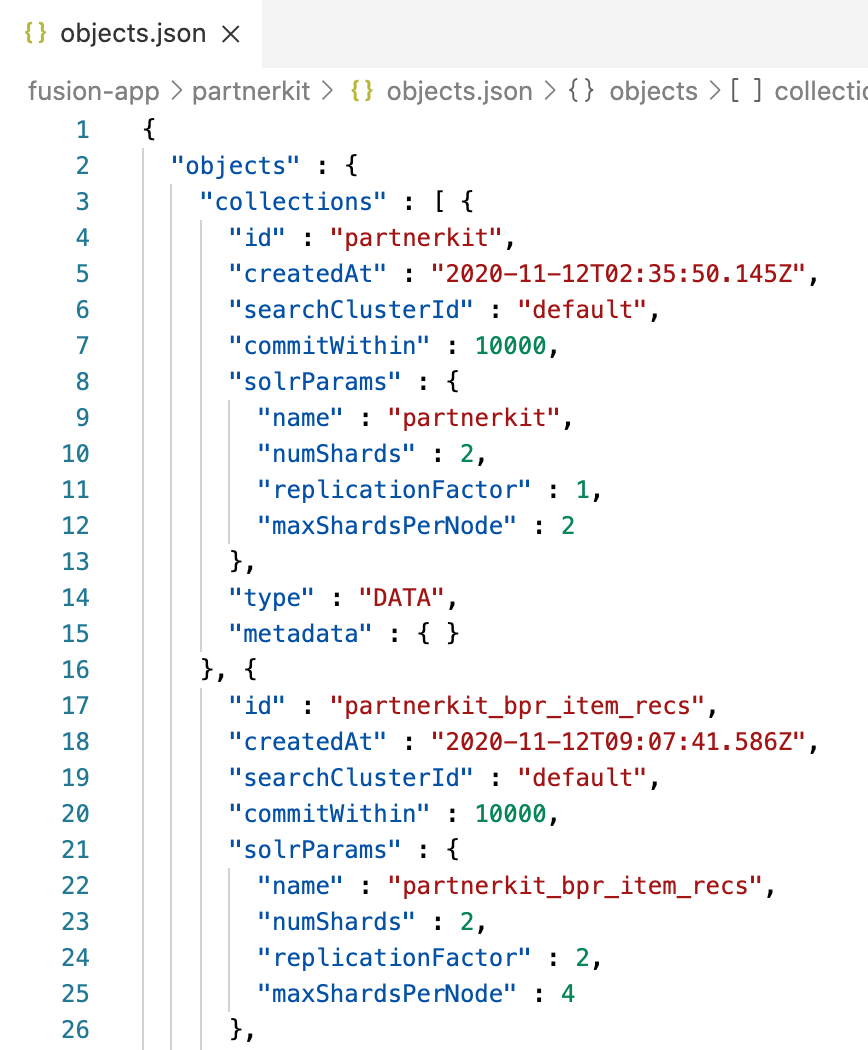 {} objects.json ×
fusion-app > partnerkit > {} objects.json > {} objects > [ ] collectio
1 {
2 "objects" : {
3 "collections" : [ {
4 "id" : "partnerkit",
5 "createdAt" : "2020-11-12T02:35:50.145Z",
6 "searchClusterId" : "default",
7 "commitWithin" : 10000,
8 "solrParams" : {
9 "name" : "partnerkit",
10 "numShards" : 2,
11 "replicationFactor" : 1,
12 "maxShardsPerNode" : 2
13 },
14 "type" : "DATA",
15 "metadata" : { }
16 }, {
17 "id" : "partnerkit_bpr_item_recs",
18 "createdAt" : "2020-11-12T09:07:41.586Z",
19 "searchClusterId" : "default",
20 "commitWithin" : 10000,
21 "solrParams" : {
22 "name" : "partnerkit_bpr_item_recs",
23 "numShards" : 2,
24 "replicationFactor" : 2,
25 "maxShardsPerNode" : 4
26 },